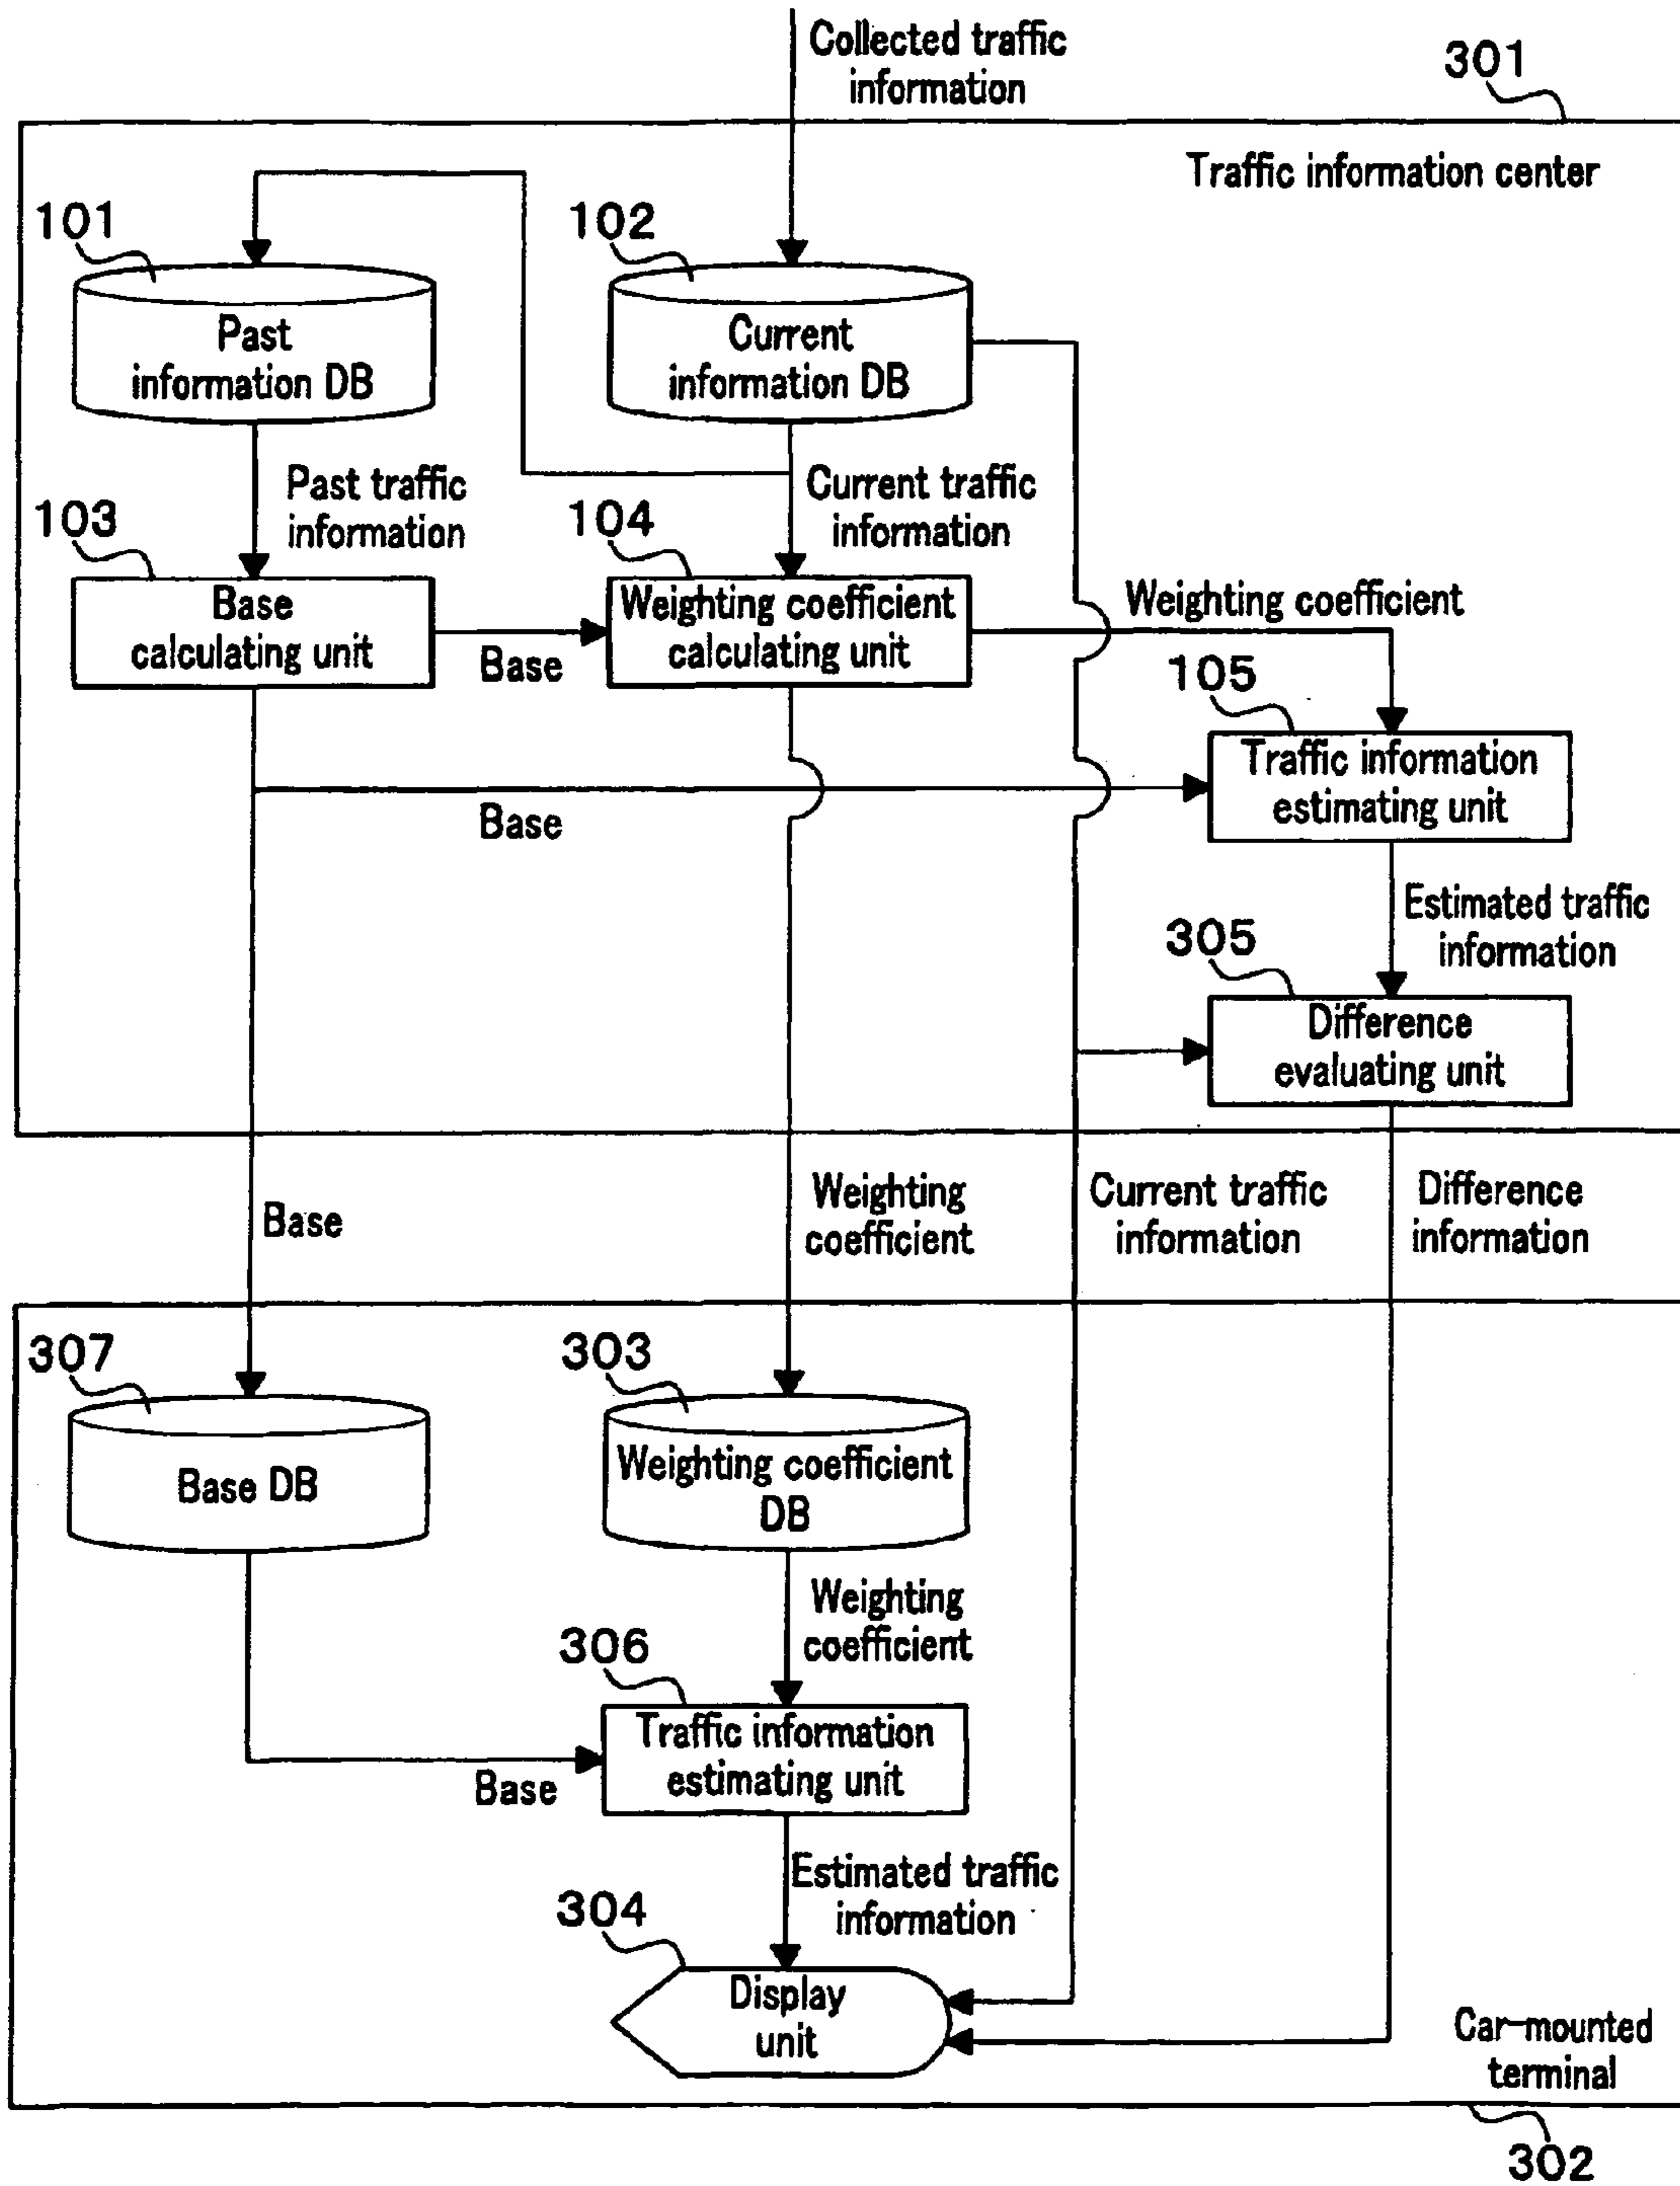 Collected traffic
information
301
Traffic information center
101
102
Past
information DB
Current
information DB
Past traffic
information
Current traffic
information
103
104
Base
calculating unit
Base
Weighting coefficient
calculating unit
Weighting coefficient
105
Traffic information
estimating unit
Base
Estimated traffic
information
305
Difference
evaluating unit
Base
Weighting
coefficient
Current traffic
information
Difference
information
307
303
Base DB
Weighting coefficient
DB
Weighting
coefficient
306
Traffic information
estimating unit
Base
Estimated traffic
information
304
Display
unit
Car-mounted
terminal
302